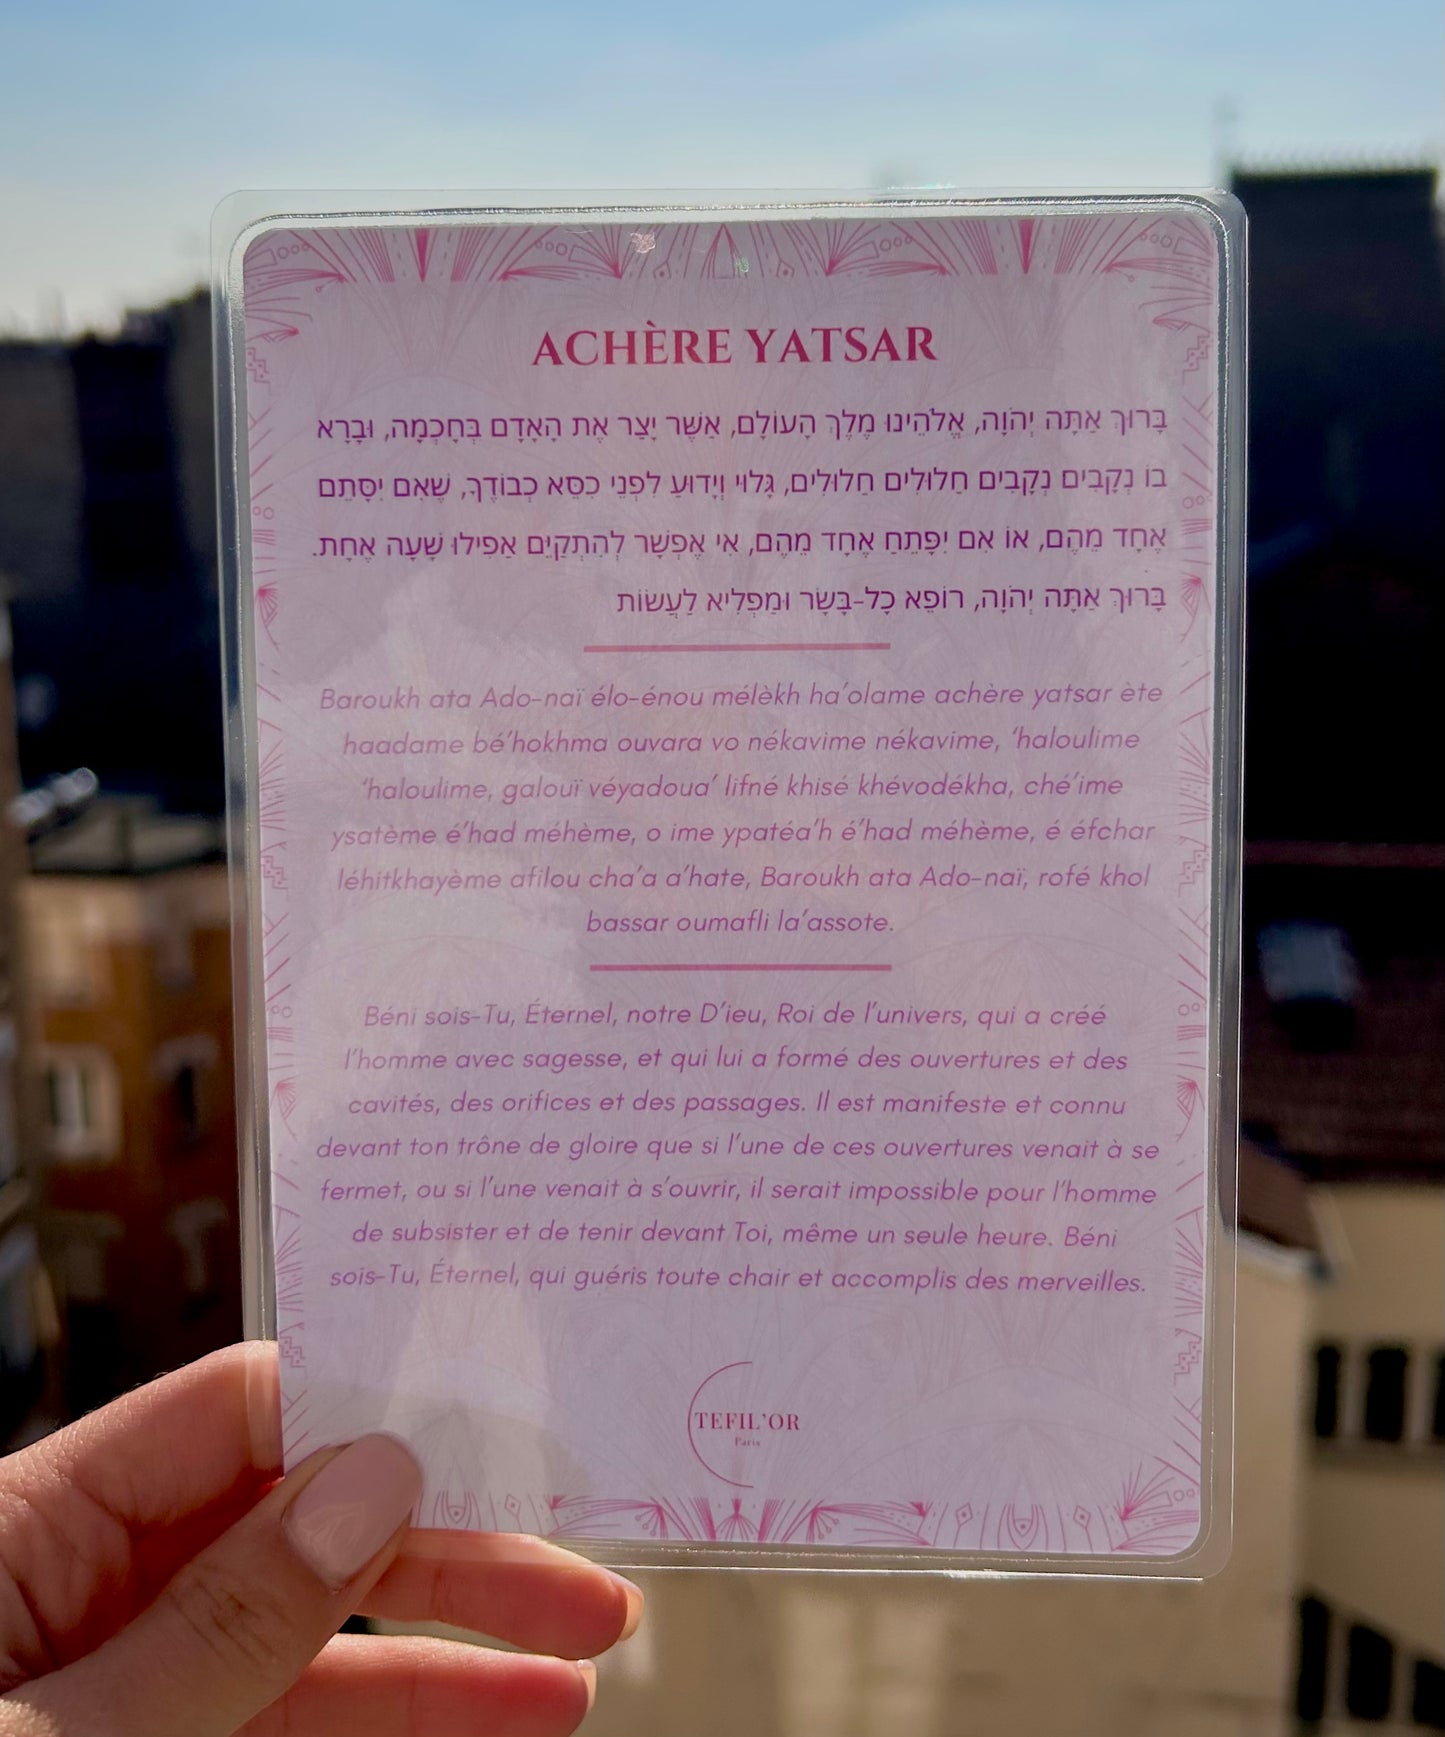 ACHÈRE YATSAR
בָּרוּךְ אַתָּה יְהֹוָה, אֱלֹהֵינוּ מֶלֶךְ הָעוֹלָם, אַשֶׁר יָצַר אֶת הָאָדָם בְּחָכְמָה, וּבָרָא
בוֹ נְקָבִים נְקָבִים חַלוּלִים חַלוּלִים, גָּלוּי וְיָדוּעַ לִפְנֵי כִסֵּא כְבוֹדֶךָ, שֶׁאִם יִסָּתֵם
אֶחָד מֵהֶם, אוֹ אִם יִפָּתֵחַ אֶחָד מֵהֶם, אִי אֶפְשָׁר לְהִתְקַיֵּם אַפִילוּ שָׁעָה אֶחָת.
בָּרוּךְ אַתָּה יְהֹוָה, רוֹפֵא כָל-בָּשָׂר וּמַפְלִיא לַעֲשׂוֹת
Baroukh ata Ado-naï élo-énou mélèkh ha’olame achère yatsar ète
haadame bé’hokhma ouvara vo nékavime nékavime, ‘haloulime
‘haloulime, galouï véyadoua’ lifné khisé khévodékha, ché’ime
ysatème é’had méhème, o ime ypatéa’h é’had méhème, é éfchar
léhitkhayème afilou cha’a a’hate, Baroukh ata Ado-naï, rofé khol
bassar oumafli la’assote.
Béni sois-Tu, Éternel, notre D’ieu, Roi de l’univers, qui a créé
l’homme avec sagesse, et qui lui a formé des ouvertures et des
cavités, des orifices et des passages. Il est manifeste et connu
devant ton trône de gloire que si l’une de ces ouvertures venait à se
fermet, ou si l’une venait à s’ouvrir, il serait impossible pour l’homme
de subsister et de tenir devant Toi, même un seule heure. Béni
sois-Tu, Éternel, qui guéris toute chair et accomplis des merveilles.
TEFIL’OR
Paris